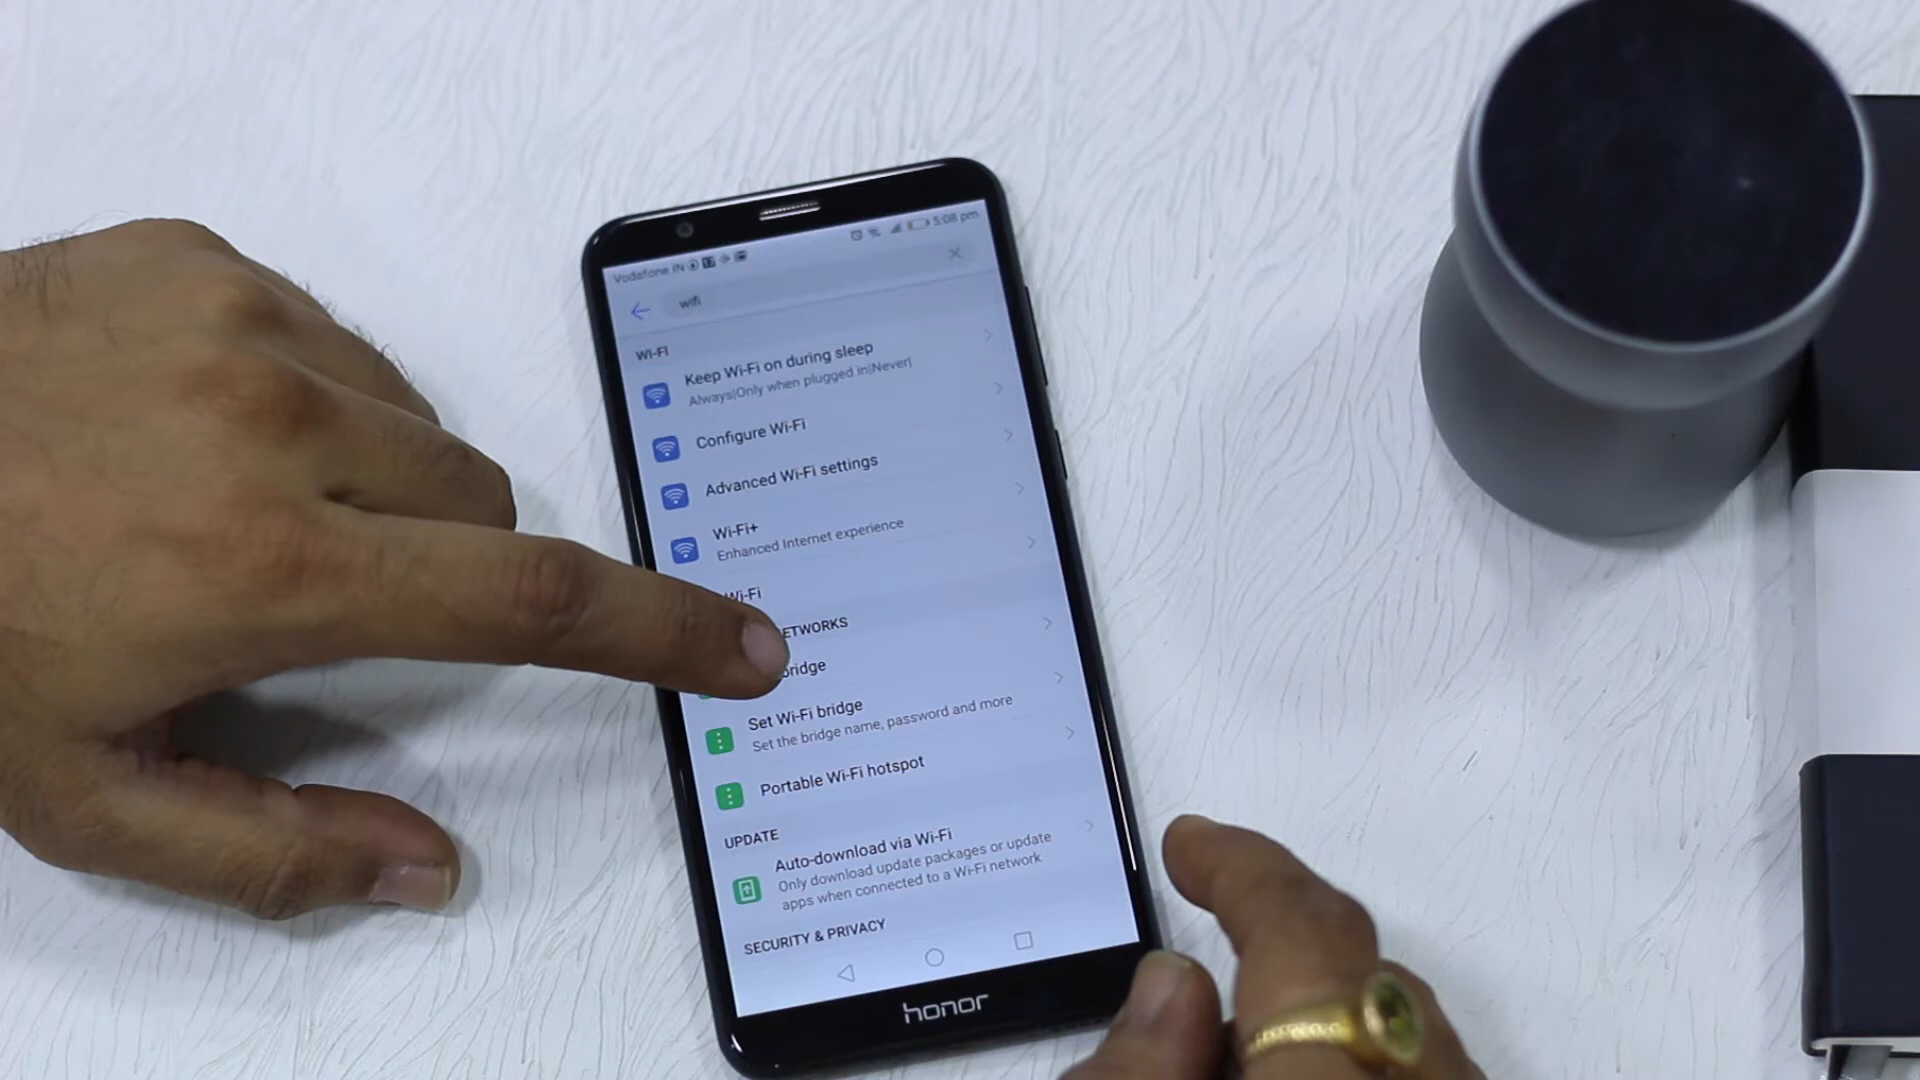 Vodafone IN
5:08 pm
wifi
WI-FI
Keep Wi-Fi on during sleep
Always|Only when plugged in|Never|
Configure Wi-Fi
Advanced Wi-Fi settings
Wi-Fi+
Enhanced Internet experience
Wi-Fi
ETWORKS
bridge
Set Wi-Fi bridge
Set the bridge name, password and more
Portable Wi-Fi hotspot
UPDATE
Auto-download via Wi-Fi
Only download update packages or update
apps when connected to a Wi-Fi network
SECURITY & PRIVACY
honor